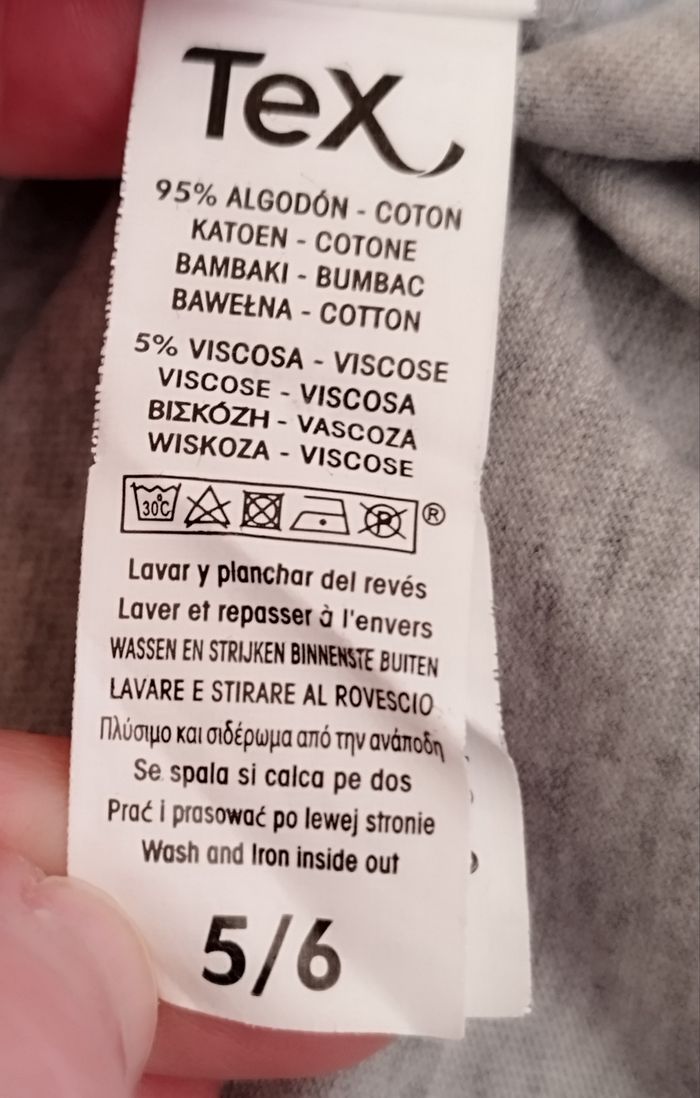 TeX
95% ALGODÓN - COTON
KATOEN - COTONE
BAMBAKI - BUMBAC
BAWEŁNA - COTTON
5% VISCOSA - VISCOSE
VISCOSE - VISCOSA
ΒΙΣΚÓΖΗ - VASCOZA
WISKOZA - VISCOSE
30°C P ®
Lavar y planchar del revés
Laver et repasser à l'envers
WASSEN EN STRIJKEN BINNENSTE BUITEN
LAVARE E STIRARE AL ROVESCIO
Πλύσιμο και σιδέρωμα από την ανάποδη
Se spala si calca pe dos
Prać i prasować po lewej stronie
Wash and Iron inside out
5/6